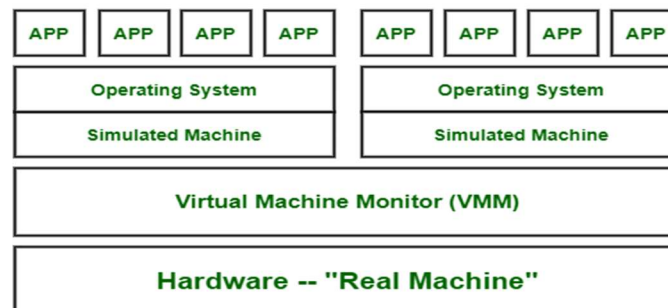 APP APP APP APP APP APP APP APP
Operating System Operating System
Simulated Machine Simulated Machine
Virtual Machine Monitor (VMM)
Hardware -- "Real Machine"